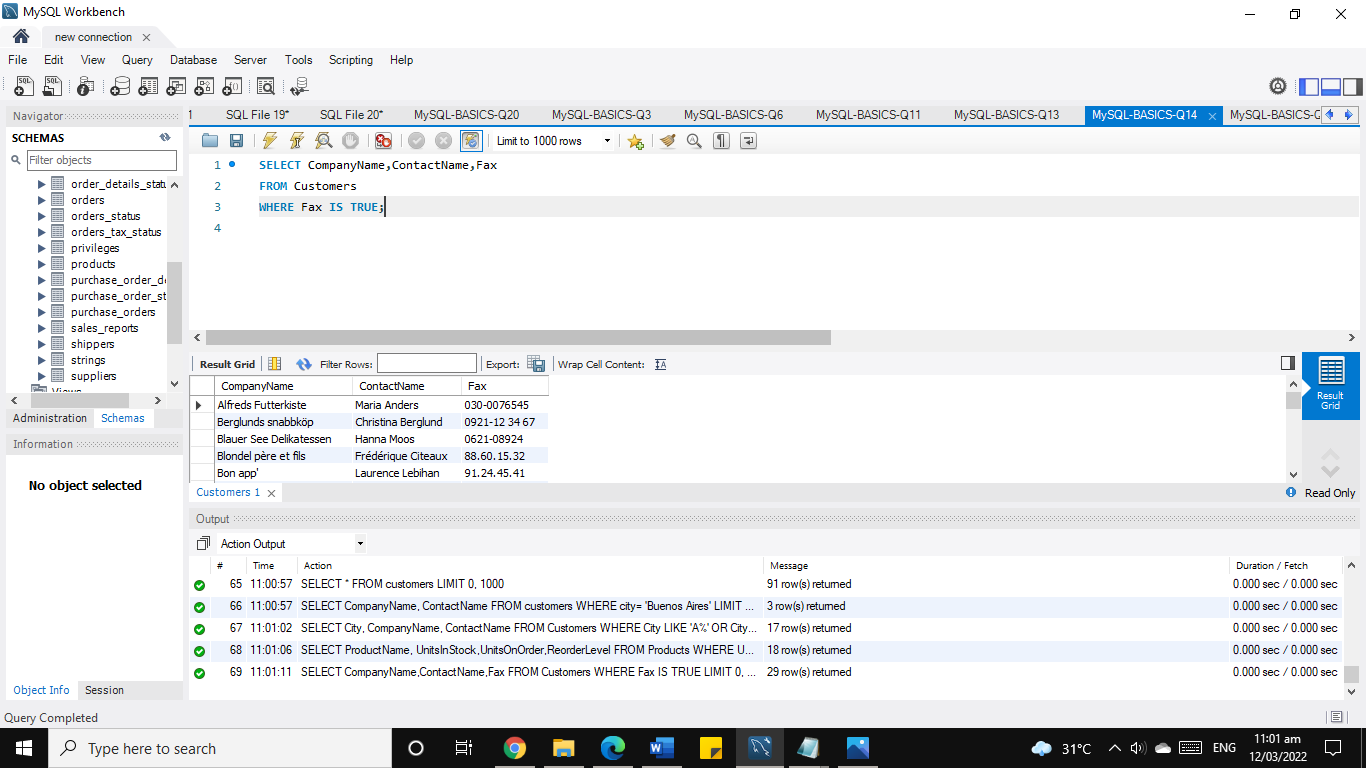 MySQL Workbench
new connection
File Edit View Query Database Server Tools Scripting Help
Navigator
SCHEMAS
Filter objects
order_details_statu
orders
orders_status
orders_tax_status
privileges
products
purchase_order_de
purchase_order_st
purchase_orders
sales_reports
shippers
strings
suppliers
Views
Administration Schemas
Information
No object selected
Object Info Session
1 SQL File 19* SQL File 20* MySQL-BASICS-Q20 MySQL-BASICS-Q3 MySQL-BASICS-Q6 MySQL-BASICS-Q11 MySQL-BASICS-Q13 MySQL-BASICS-Q14 MySQL-BASICS-Q
Limit to 1000 rows
1 SELECT CompanyName,ContactName,Fax
2 FROM Customers
3 WHERE Fax IS TRUE;
4
Result Grid Filter Rows: Export: Wrap Cell Content:
CompanyName ContactName Fax
Alfreds Futterkiste Maria Anders 030-0076545
Berglunds snabbköp Christina Berglund 0921-12 34 67
Blauer See Delikatessen Hanna Moos 0621-08924
Blondel père et fils Frédérique Citeaux 88.60.15.32
Bon app' Laurence Lebihan 91.24.45.41
Result Grid
Customers 1
Read Only
Output
Action Output
# Time Action Message Duration / Fetch
65 11:00:57 SELECT * FROM customers LIMIT 0, 1000 91 row(s) returned 0.000 sec / 0.000 sec
66 11:00:57 SELECT CompanyName, ContactName FROM customers WHERE city= 'Buenos Aires' LIMIT ... 3 row(s) returned 0.000 sec / 0.000 sec
67 11:01:02 SELECT City, CompanyName, ContactName FROM Customers WHERE City LIKE 'A%' OR City... 17 row(s) returned 0.000 sec / 0.000 sec
68 11:01:06 SELECT ProductName, UnitsInStock,UnitsOnOrder,ReorderLevel FROM Products WHERE U... 18 row(s) returned 0.000 sec / 0.000 sec
69 11:01:11 SELECT CompanyName,ContactName,Fax FROM Customers WHERE Fax IS TRUE LIMIT 0, ... 29 row(s) returned 0.000 sec / 0.000 sec
Query Completed
Type here to search
31°C ENG 11:01 am
12/03/2022